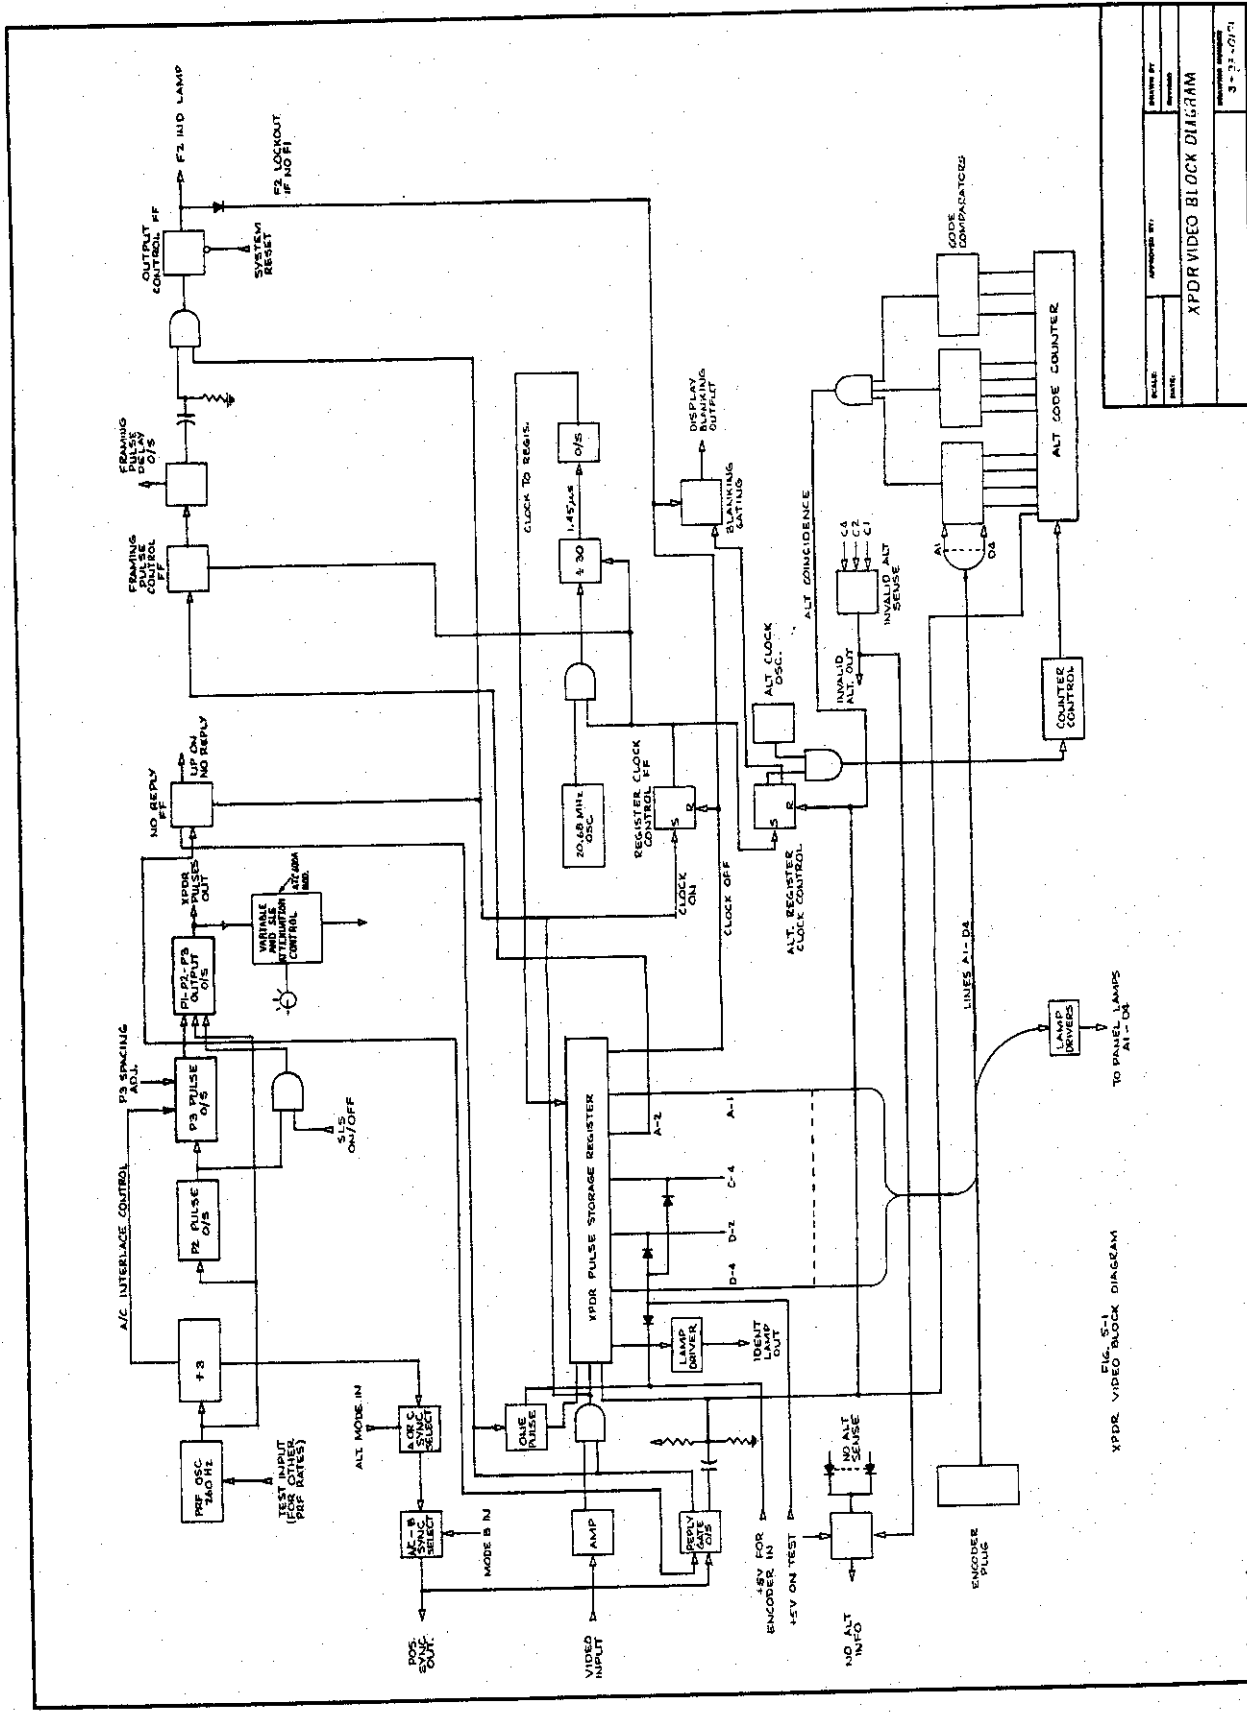 F2 IND LAMP
OUTPUT
CONTROL FF
SYSTEM
RESET
F2 LOCKOUT
IF NO F1
FRAMING
PULSE
DELAY
O/S
FRAMING
PULSE
CONTROL
FF
NO REPLY
FF
UP ON
NO REPLY
XPDR
PULSES
OUT
P1-P2-P3
OUTPUT
O/S
VARIABLE
AND SLS
ATTENUATION
CONTROL
ATC 600A
MOD.
P3 SPACING
ADJ.
P3 PULSE
O/S
SLS
ON/OFF
A/C INTERLACE CONTROL
P2 PULSE
O/S
÷3
PRF OSC
260 HZ
TEST INPUT
(FOR OTHER
PRF RATES)
ALT MODE IN
A OR C
SYNC
SELECT
A/C-B
SYNC
SELECT
MODE B IN
POS.
SYNC
OUT.
CLOCK TO REGIS.
O/S
1.45µs
÷30
20.68 MHZ
OSC
REGISTER CLOCK
CONTROL FF
S
R
CLOCK
ON
CLOCK OFF
DISPLAY
BLANKING
OUTPUT
BLANKING
GATING
ALT CLOCK
OSC.
S
R
ALT. REGISTER
CLOCK CONTROL
XPDR PULSE STORAGE REGISTER
A-2
A-1
C-4
D-2
D-4
LAMP
DRIVER
IDENT
LAMP
OUT
ONE
PULSE
AMP
VIDEO
INPUT
REPLY
GATE
O/S
+5V FOR
ENCODER IN
+5V ON TEST
NO ALT
INFO
NO ALT
SENSE
ALT COINCIDENCE
C4
C2
C1
INVALID ALT
SENSE
INVALID
ALT. OUT
CODE
COMPARATORS
A1
D4
ALT CODE COUNTER
COUNTER
CONTROL
LINES A1-D4
LAMP
DRIVERS
TO PANEL LAMPS
A1-D4
ENCODER
PLUG
FIG. 5-1
XPDR VIDEO BLOCK DIAGRAM
SCALE:
APPROVED BY:
DRAWN BY
DATE:
REVISED
XPDR VIDEO BLOCK DIAGRAM
DRAWING NUMBER